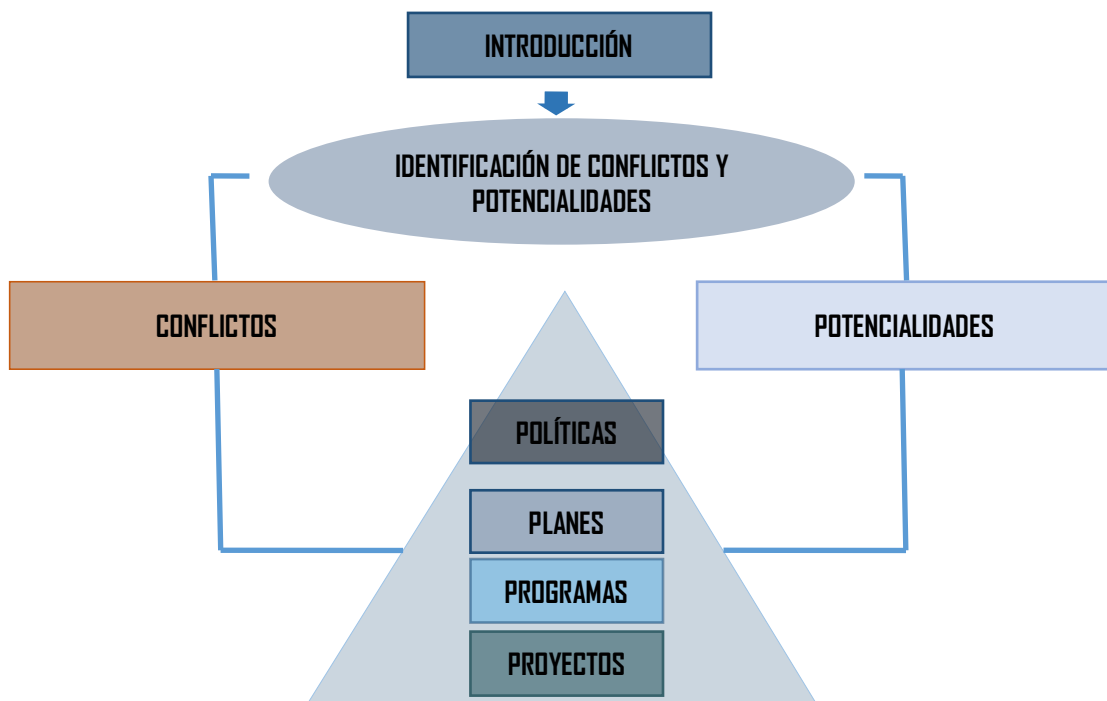 INTRODUCCIÓN
IDENTIFICACIÓN DE CONFLICTOS Y
POTENCIALIDADES
CONFLICTOS
POTENCIALIDADES
POLÍTICAS
PLANES
PROGRAMAS
PROYECTOS